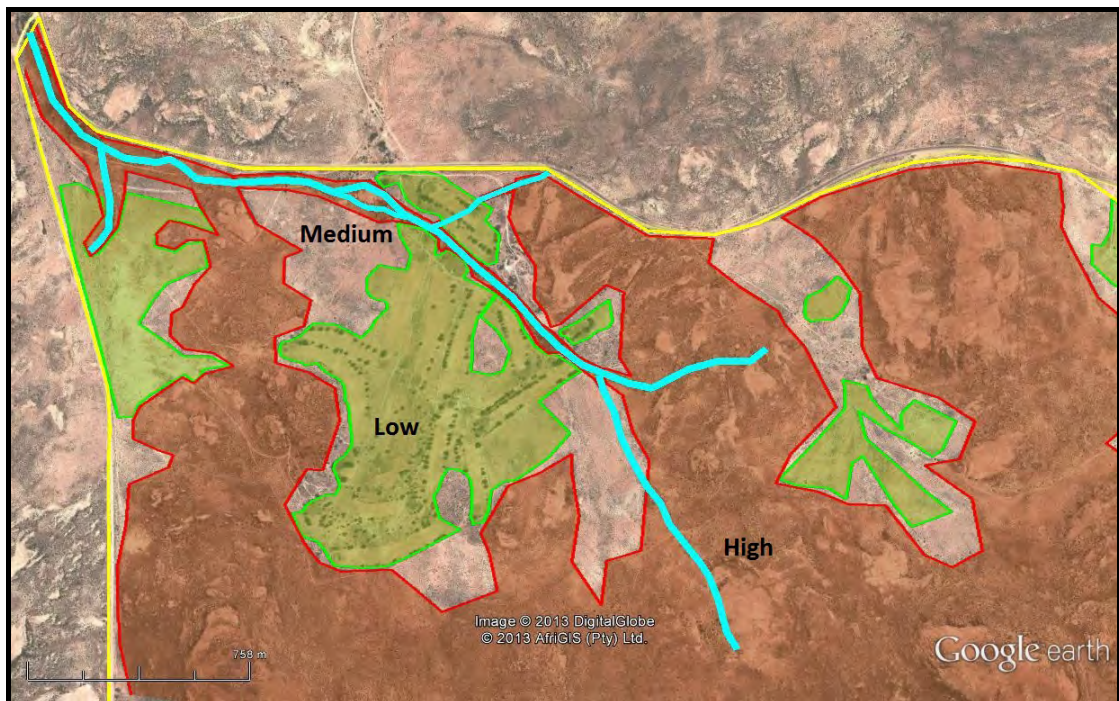 Medium
Low
High
Image © 2013 DigitalGlobe
© 2013 AfriGIS (Pty) Ltd.
758 m
Google earth